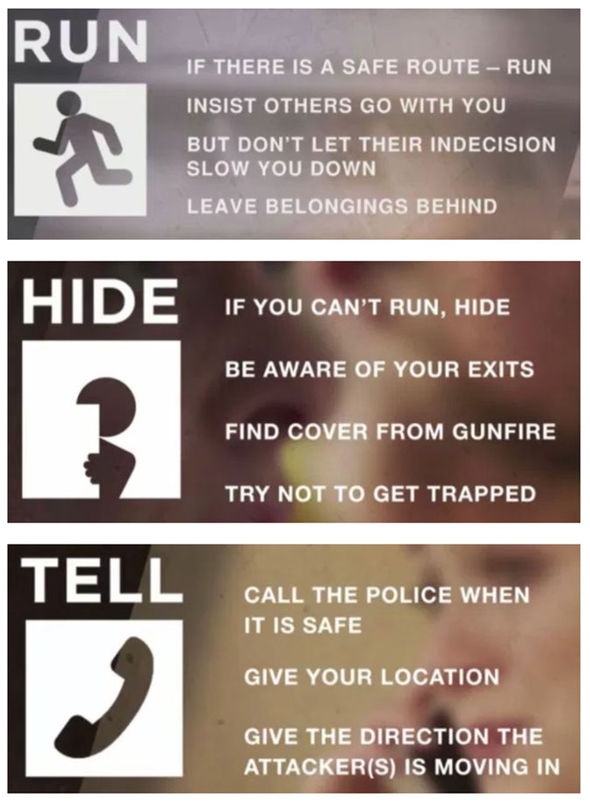 RUN
IF THERE IS A SAFE ROUTE – RUN
INSIST OTHERS GO WITH YOU
BUT DON'T LET THEIR INDECISION
SLOW YOU DOWN
LEAVE BELONGINGS BEHIND
HIDE
IF YOU CAN'T RUN, HIDE
BE AWARE OF YOUR EXITS
FIND COVER FROM GUNFIRE
TRY NOT TO GET TRAPPED
TELL
CALL THE POLICE WHEN
IT IS SAFE
GIVE YOUR LOCATION
GIVE THE DIRECTION THE
ATTACKER(S) IS MOVING IN